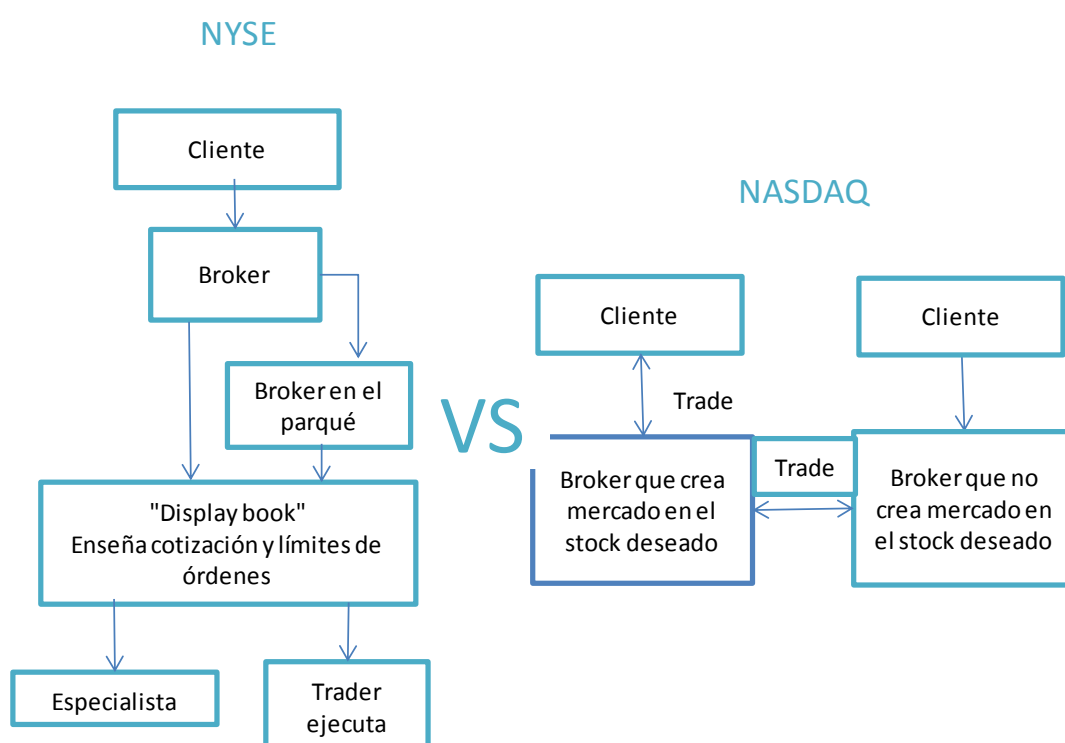 NYSE
Cliente
Broker
Broker en el
parqué
"Display book"
Enseña cotización y límites de
órdenes
Especialista
Trader
ejecuta
VS
NASDAQ
Cliente
Cliente
Trade
Broker que crea
mercado en el
stock deseado
Trade
Broker que no
crea mercado en
el stock deseado